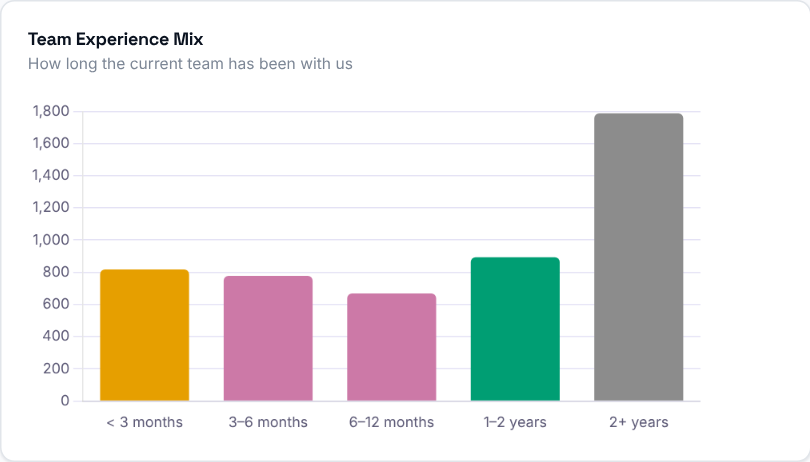 Team Experience Mix
How long the current team has been with us
1,800
1,600
1,400
1,200
1,000
800
600
400
200
0
< 3 months
3–6 months
6–12 months
1–2 years
2+ years